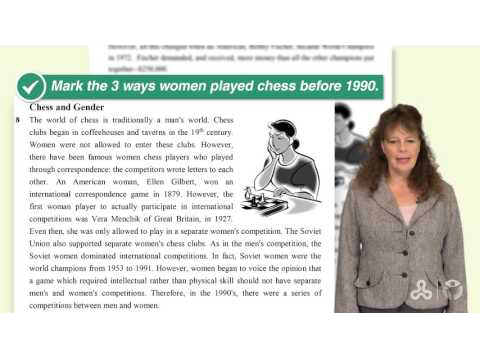 However, all this changed when an American, Bobby Fischer, became World Champion
in 1972. Fischer demanded, and received, more money than all the other champions put
together--$250,000.
Mark the 3 ways women played chess before 1990.
Chess and Gender
8 The world of chess is traditionally a man's world. Chess
clubs began in coffeehouses and taverns in the 19th century.
Women were not allowed to enter these clubs. However,
there have been famous women chess players who played
through correspondence: the competitors wrote letters to each
other. An American woman, Ellen Gilbert, won an
international correspondence game in 1879. However, the
first woman player to actually participate in international
competitions was Vera Menchik of Great Britain, in 1927.
Even then, she was only allowed to play in a separate women's competition. The Soviet
Union also supported separate women's chess clubs. As in the men's competition, the
Soviet women dominated international competitions. In fact, Soviet women were the
world champions from 1953 to 1991. However, women began to voice the opinion that
a game which required intellectual rather than physical skill should not have separate
men's and women's competitions. Therefore, in the 1990's, there were a series of
competitions between men and women.